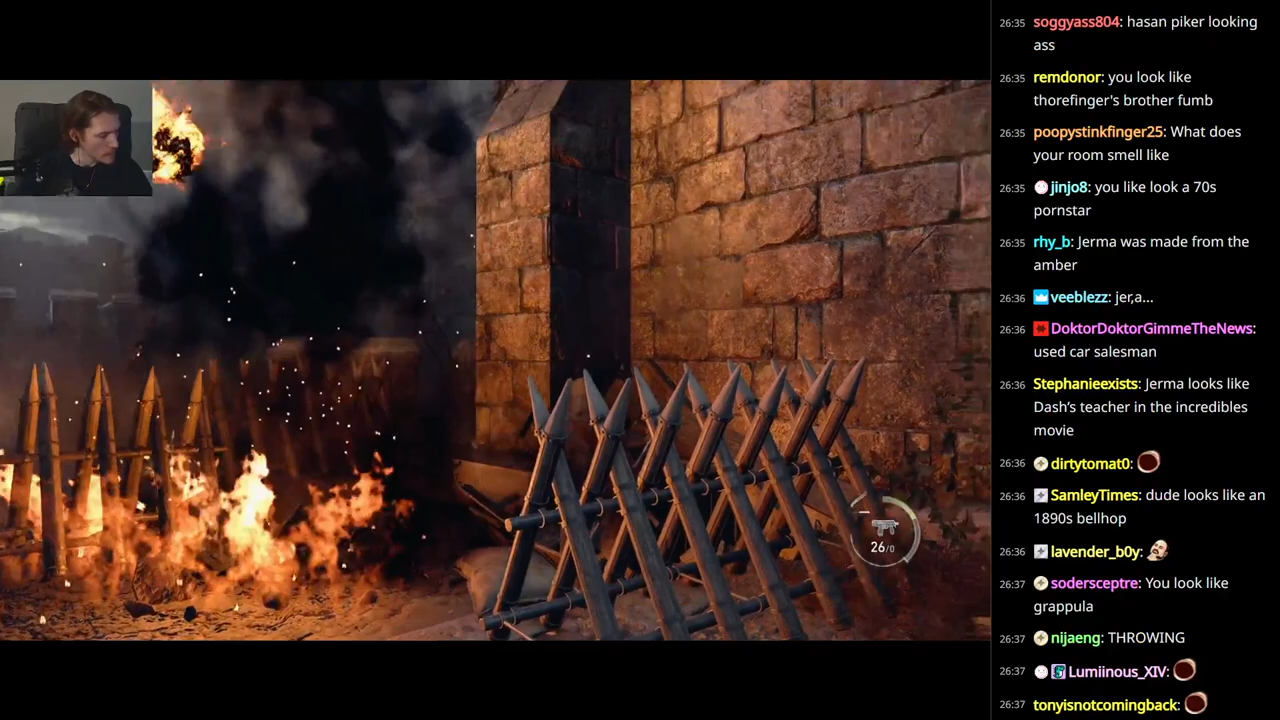 26:35 soggyass804: hasan piker looking
ass
26:35 remdonor: you look like
thorefinger's brother fumb
26:35 poopystinkfinger25: What does
your room smell like
26:35 jinjo8: you like look a 70s
pornstar
26:35 rhy_b: Jerma was made from the
amber
26:36 veeblezz: jer,a...
26:36 DoktorDoktorGimmeTheNews:
used car salesman
26:36 Stephanieexists: Jerma looks like
Dash's teacher in the incredibles
movie
26:36 dirtytomat0:
26:36 SamleyTimes: dude looks like an
1890s bellhop
26:36 lavender_b0y:
26:37 sodersceptre: You look like
grappula
26:37 nijaeng: THROWING
26:37 Lumiinous_XIV:
26:37 tonyisnotcomingback:
26/0